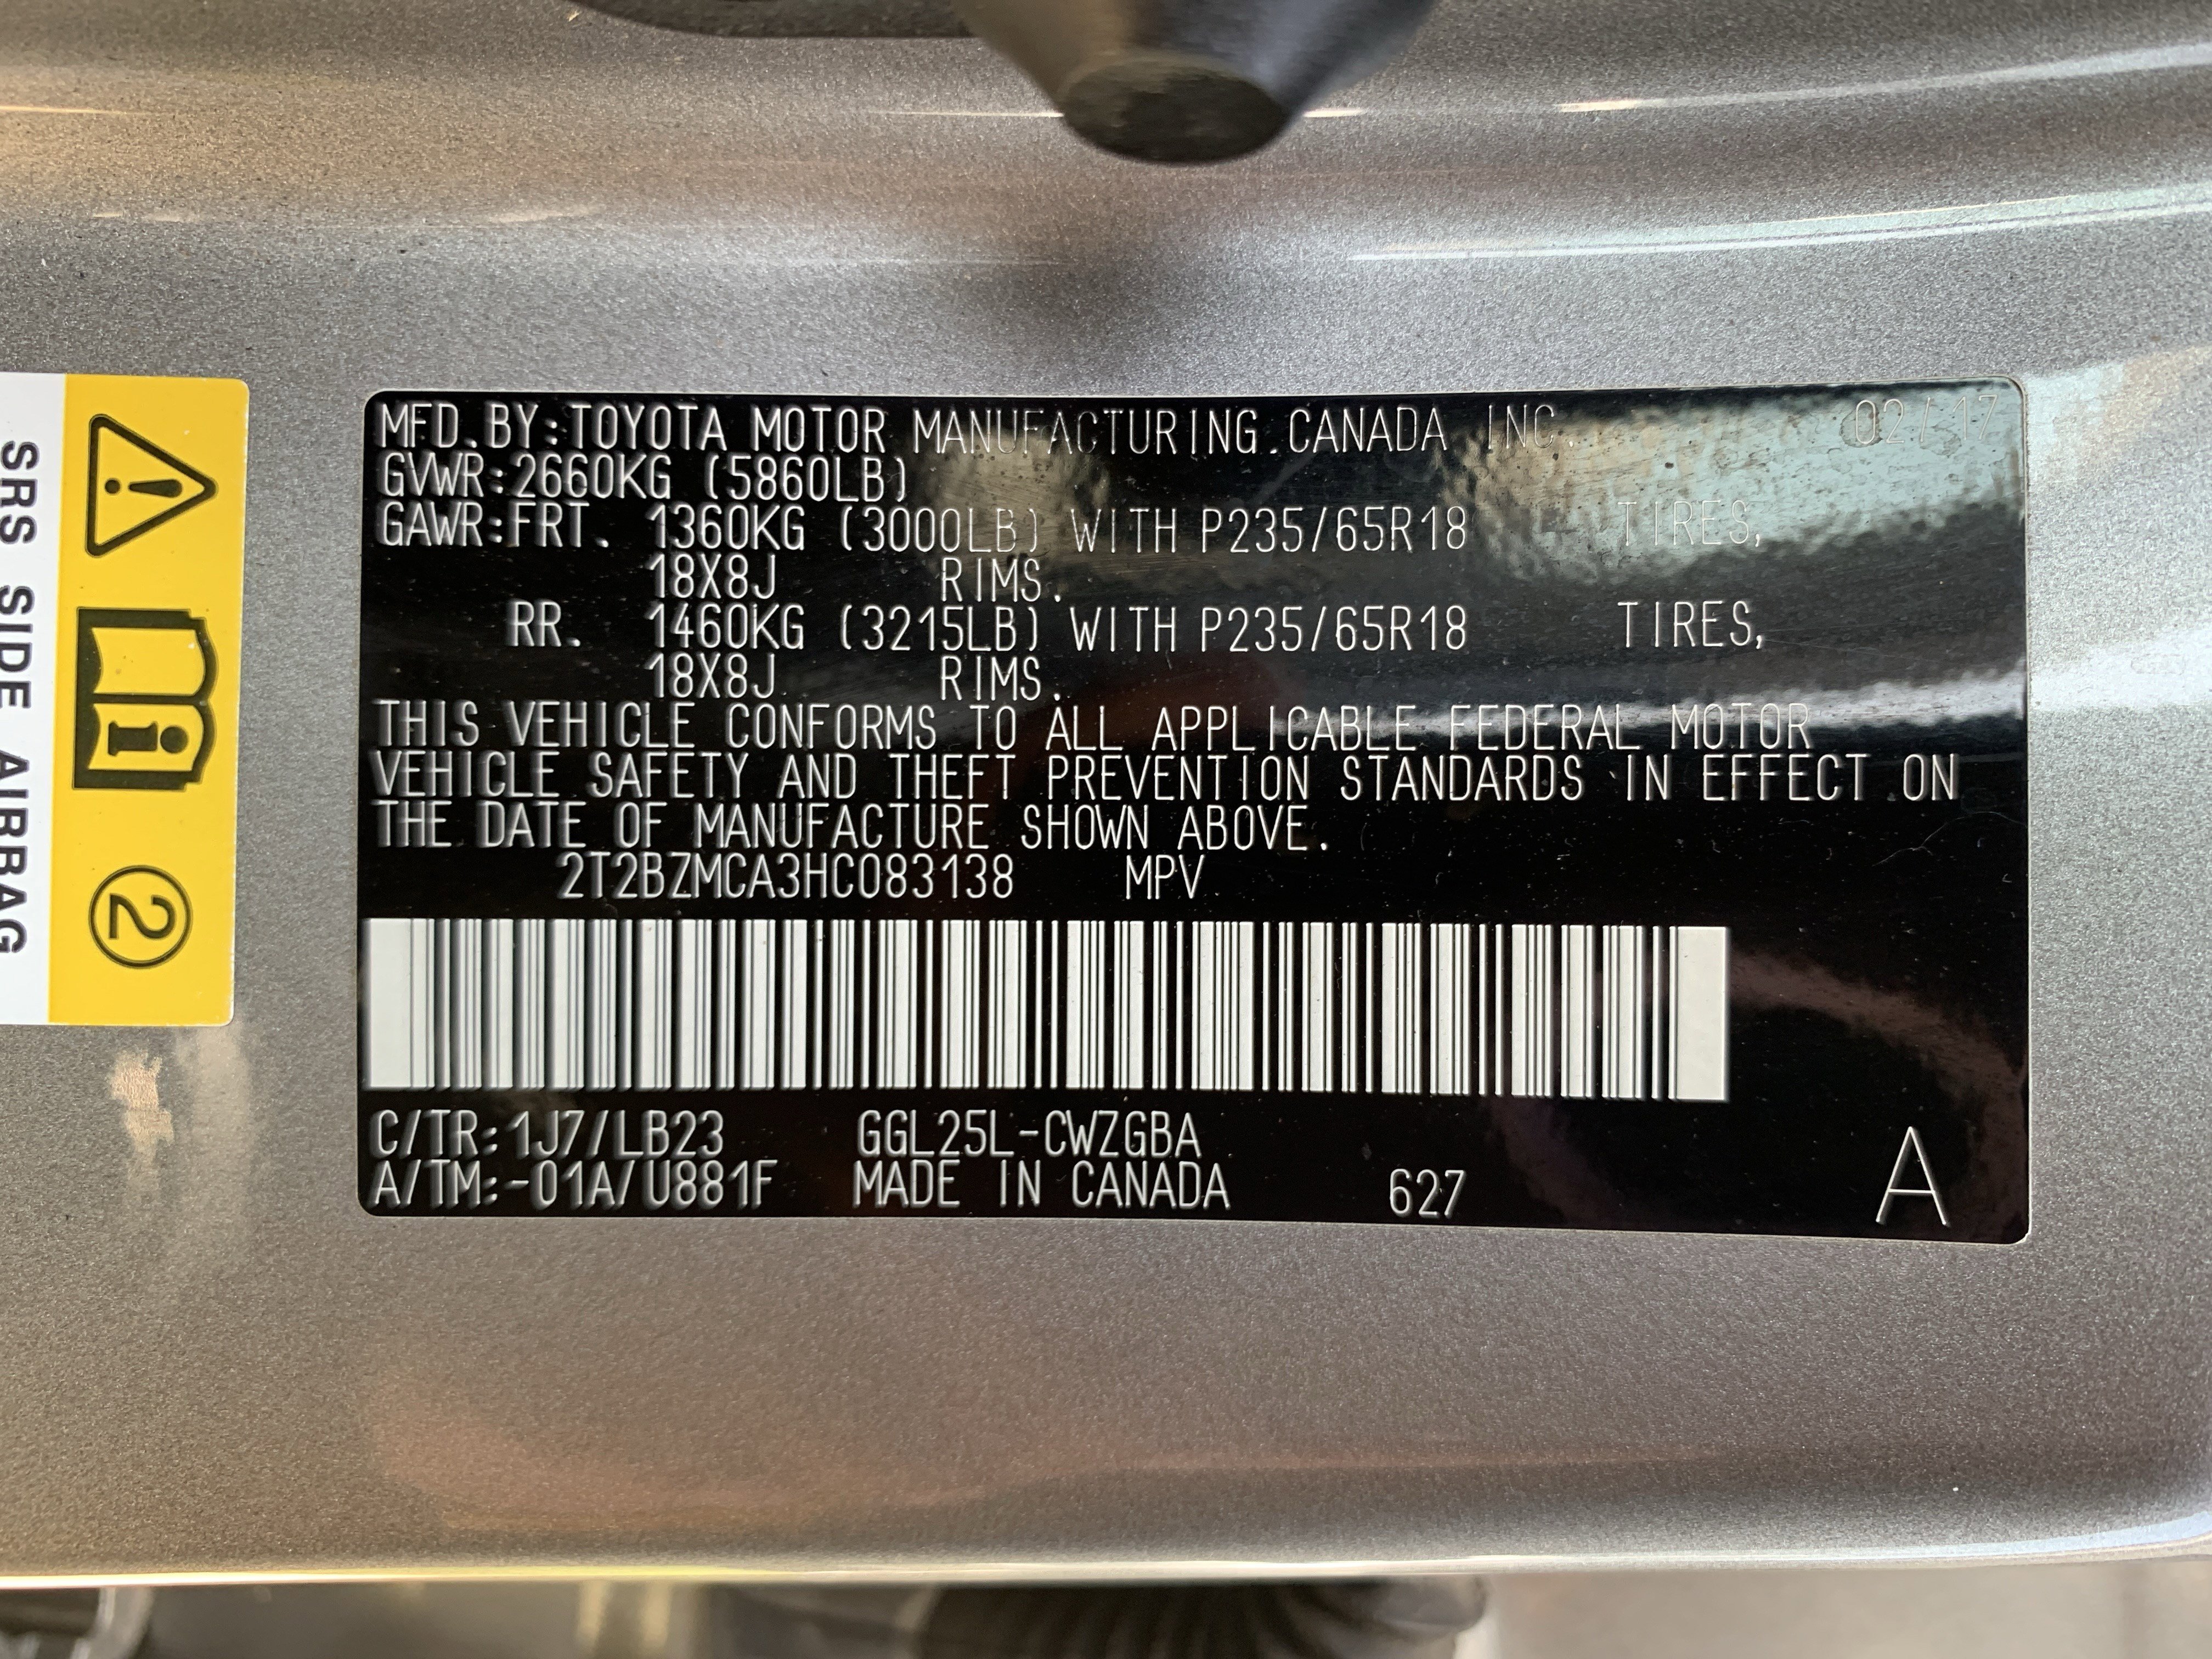 MFD.BY:TOYOTA MOTOR MANUFACTURING.CANADA INC. 02/17
GVWR:2660KG (5860LB)
GAWR:FRT. 1360KG (3000LB) WITH P235/65R18 TIRES,
18X8J RIMS.
RR. 1460KG (3215LB) WITH P235/65R18 TIRES,
18X8J RIMS.
THIS VEHICLE CONFORMS TO ALL APPLICABLE FEDERAL MOTOR
VEHICLE SAFETY AND THEFT PREVENTION STANDARDS IN EFFECT ON
THE DATE OF MANUFACTURE SHOWN ABOVE.
2T2BZMCA3HC083138 MPV
C/TR:1J7/LB23 GGL25L-CWZGBA
A/TM:-01A/U881F MADE IN CANADA 627 A
SRS SIDE AIRBAG
2